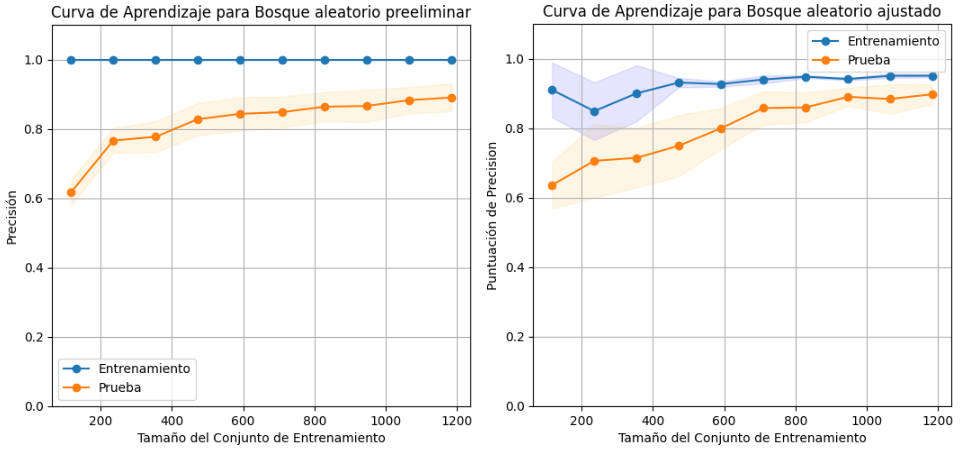 Curva de Aprendizaje para Bosque aleatorio preeliminar
Precisión
1.0
0.8
0.6
0.4
0.2
0.0
Entrenamiento
Prueba
200
400
600
800
1000
1200
Tamaño del Conjunto de Entrenamiento
Curva de Aprendizaje para Bosque aleatorio ajustado
Puntuación de Precision
1.0
0.8
0.6
0.4
0.2
0.0
Entrenamiento
Prueba
200
400
600
800
1000
1200
Tamaño del Conjunto de Entrenamiento